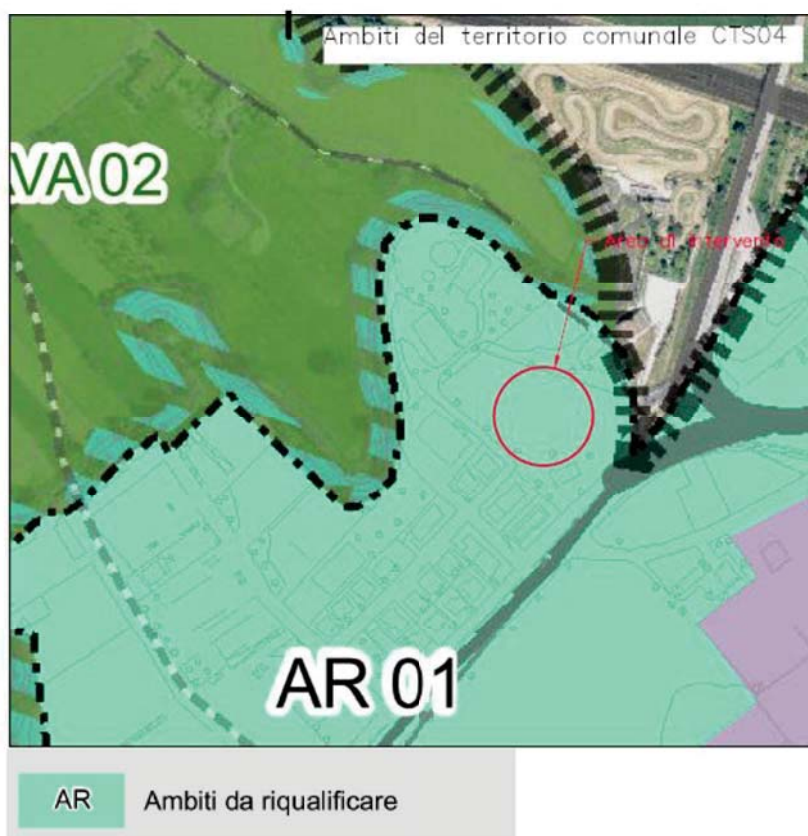 Ambiti del territorio comunale CTS04
VA 02
Area di intervento
AR 01
AR Ambiti da riqualificare